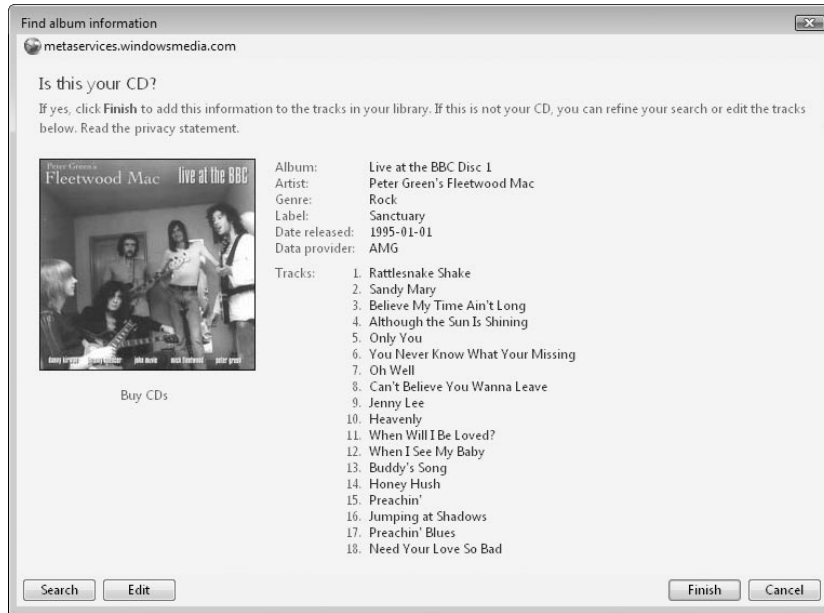 Find album information
metaservices.windowsmedia.com
Is this your CD?
If yes, click Finish to add this information to the tracks in your library. If this is not your CD, you can refine your search or edit the tracks
below. Read the privacy statement.
Peter Green's
Fleetwood Mac live at the BBC
danny kirwan john mcvie mick fleetwood peter green
Buy CDs
Album: Live at the BBC Disc 1
Artist: Peter Green's Fleetwood Mac
Genre: Rock
Label: Sanctuary
Date released: 1995-01-01
Data provider: AMG
Tracks: 1. Rattlesnake Shake
2. Sandy Mary
3. Believe My Time Ain't Long
4. Although the Sun Is Shining
5. Only You
6. You Never Know What Your Missing
7. Oh Well
8. Can't Believe You Wanna Leave
9. Jenny Lee
10. Heavenly
11. When Will I Be Loved?
12. When I See My Baby
13. Buddy's Song
14. Honey Hush
15. Preachin'
16. Jumping at Shadows
17. Preachin' Blues
18. Need Your Love So Bad
Search Edit Finish Cancel